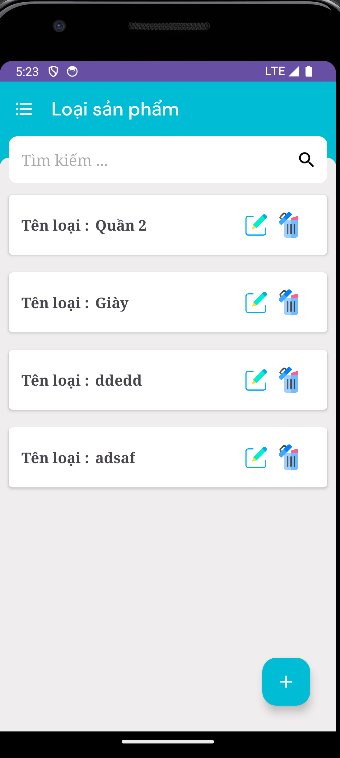 5:23 LTE
Loại sản phẩm
Tìm kiếm ...
Tên loại : Quần 2
Tên loại : Giày
Tên loại : ddedd
Tên loại : adsaf